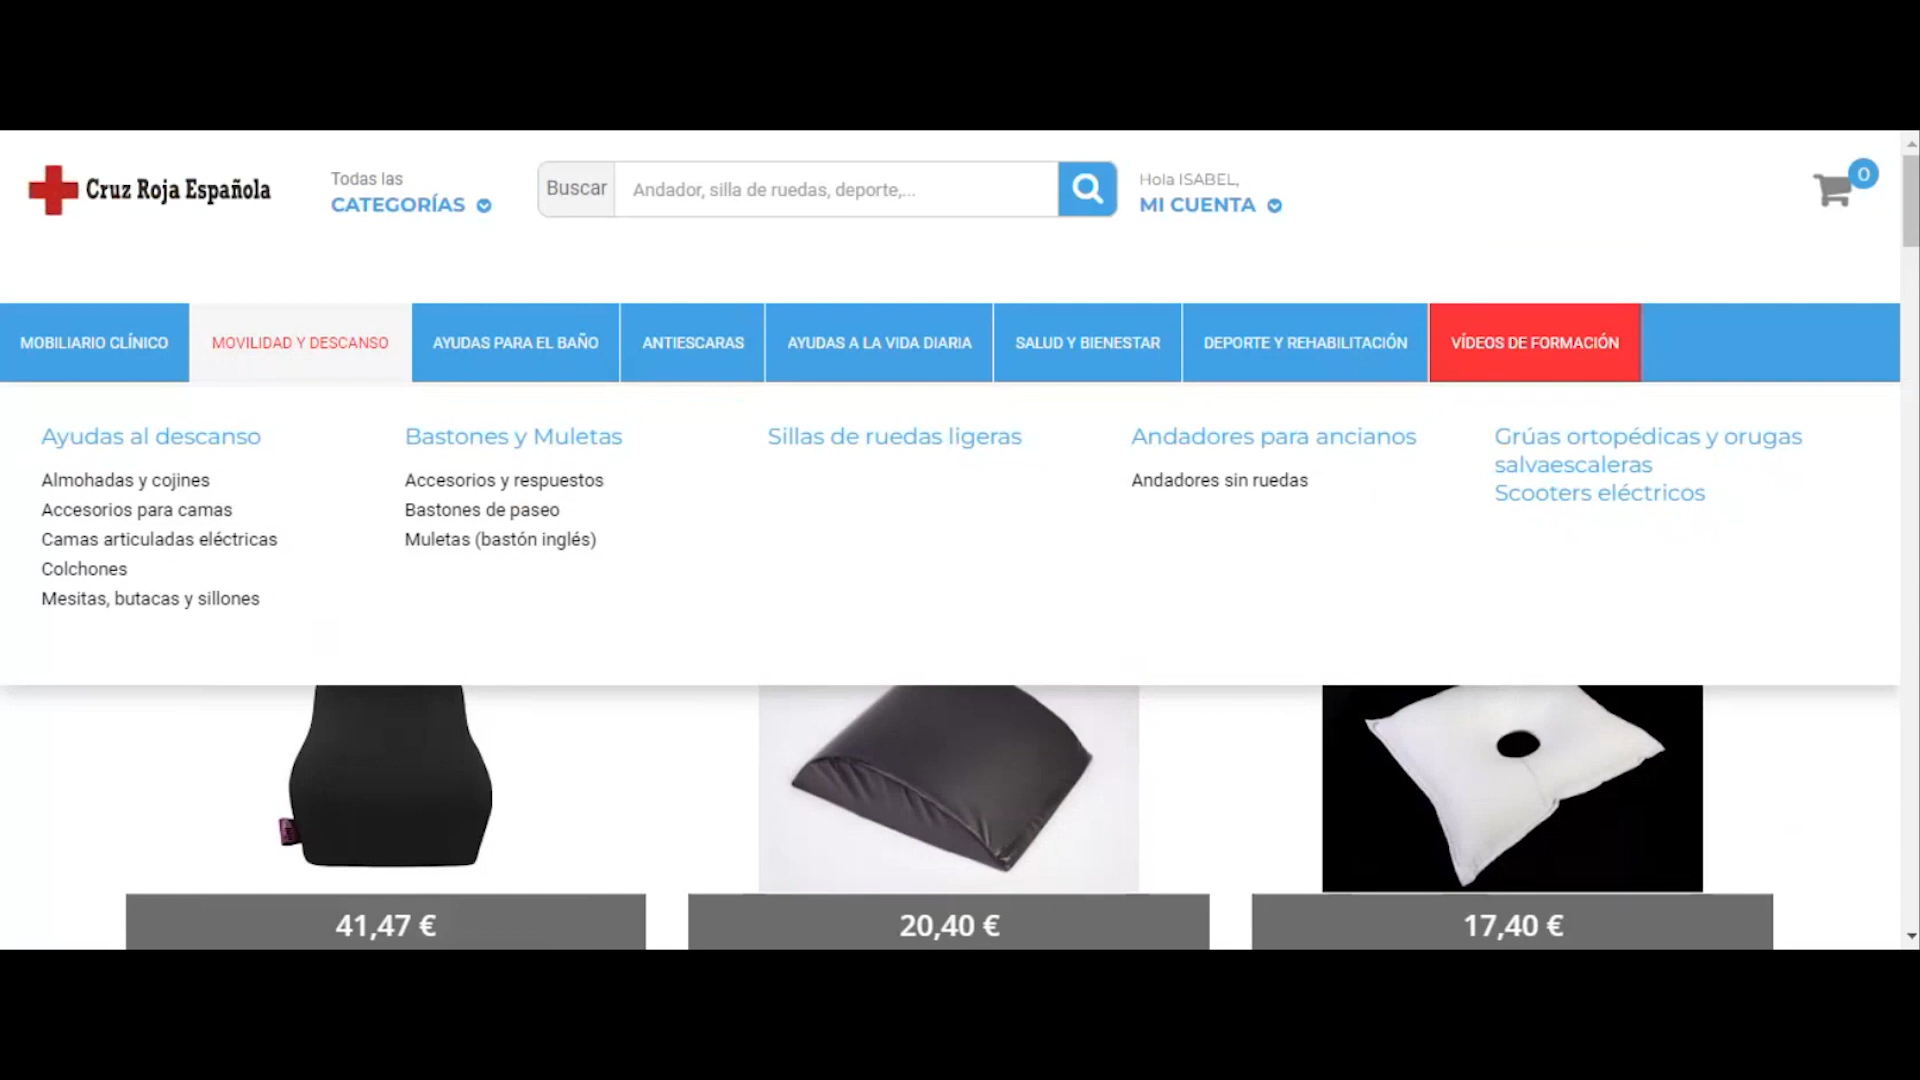 Cruz Roja Española
Todas las
CATEGORÍAS
Buscar
Andador, silla de ruedas, deporte,...
Hola ISABEL,
MI CUENTA
0
MOBILIARIO CLÍNICO
MOVILIDAD Y DESCANSO
AYUDAS PARA EL BAÑO
ANTIESCARAS
AYUDAS A LA VIDA DIARIA
SALUD Y BIENESTAR
DEPORTE Y REHABILITACIÓN
VÍDEOS DE FORMACIÓN
Ayudas al descanso
Almohadas y cojines
Accesorios para camas
Camas articuladas eléctricas
Colchones
Mesitas, butacas y sillones
Bastones y Muletas
Accesorios y respuestos
Bastones de paseo
Muletas (bastón inglés)
Sillas de ruedas ligeras
Andadores para ancianos
Andadores sin ruedas
Grúas ortopédicas y orugas
salvaescaleras
Scooters eléctricos
41,47 €
20,40 €
17,40 €